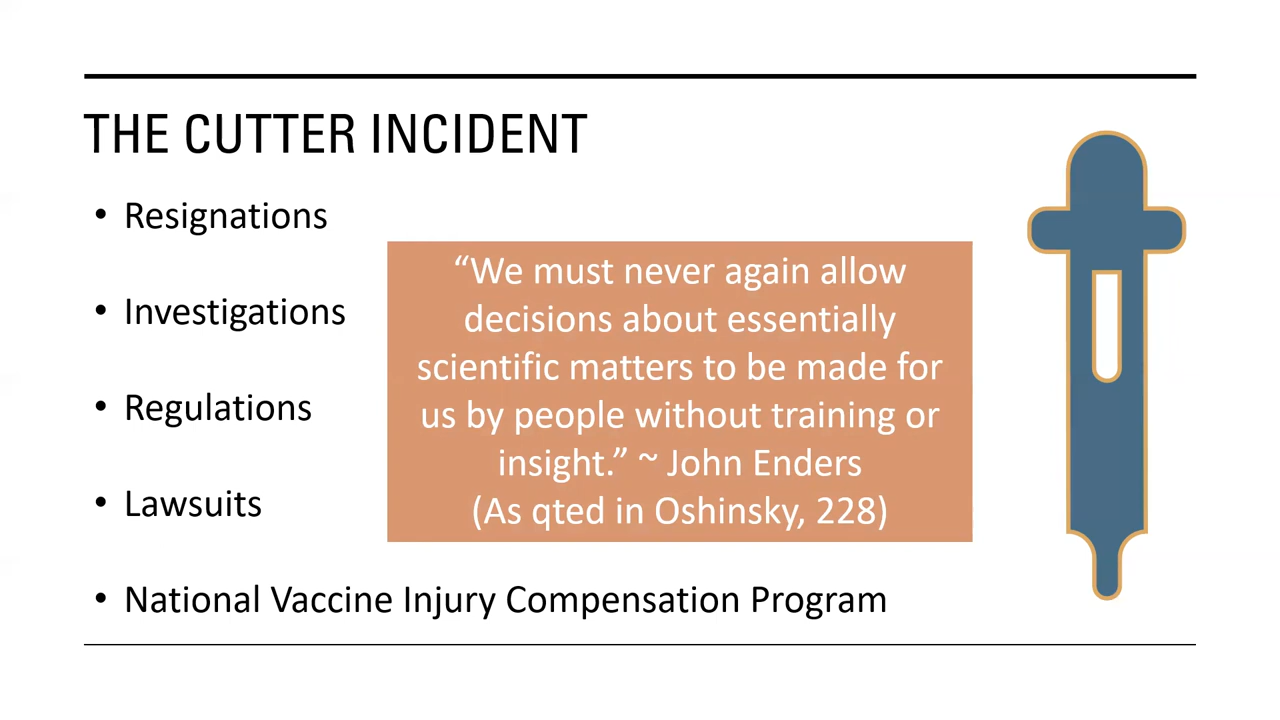 THE CUTTER INCIDENT
• Resignations
• Investigations
• Regulations
• Lawsuits
• National Vaccine Injury Compensation Program
“We must never again allow
decisions about essentially
scientific matters to be made for
us by people without training or
insight.” ~ John Enders
(As qted in Oshinsky, 228)